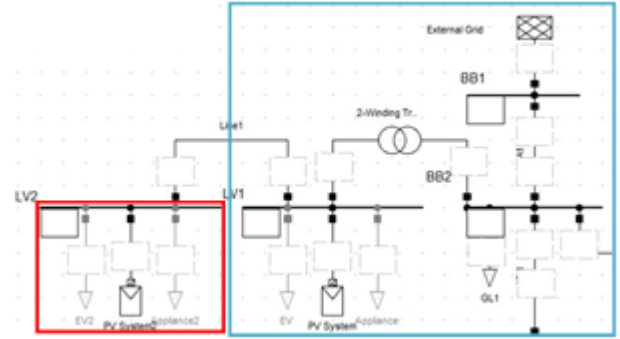 External Grid
BB1
2-Winding Tr..
Line1
BB2
LV2
LV1
GL1
EV2
PV System2
Appliance2
EV
PV System
Appliance